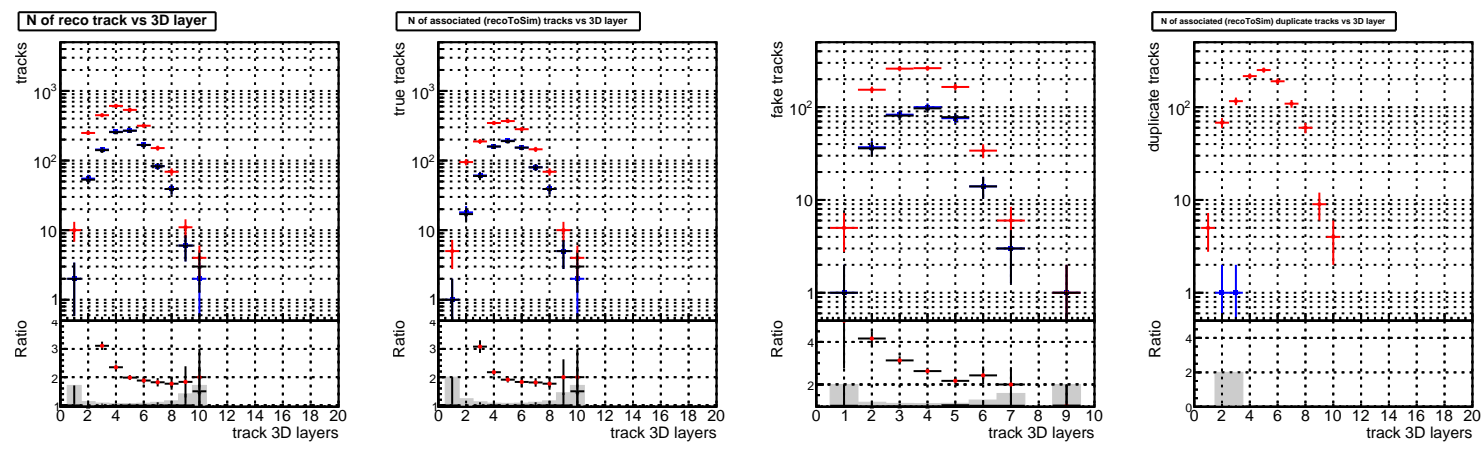 N of reco track vs 3D layer
tracks
10³
10²
10
1
Ratio
4
3
2
1
0 2 4 6 8 10 12 14 16 18 20
track 3D layers
N of associated (recoToSim) tracks vs 3D layer
true tracks
10³
10²
10
1
Ratio
4
3
2
1
0 2 4 6 8 10 12 14 16 18 20
track 3D layers
fake tracks
10²
10
1
Ratio
4
2
0 1 2 3 4 5 6 7 8 9 10
track 3D layers
N of associated (recoToSim) duplicate tracks vs 3D layer
duplicate tracks
10²
10
1
Ratio
4
2
0
0 2 4 6 8 10 12 14 16 18 20
track 3D layers